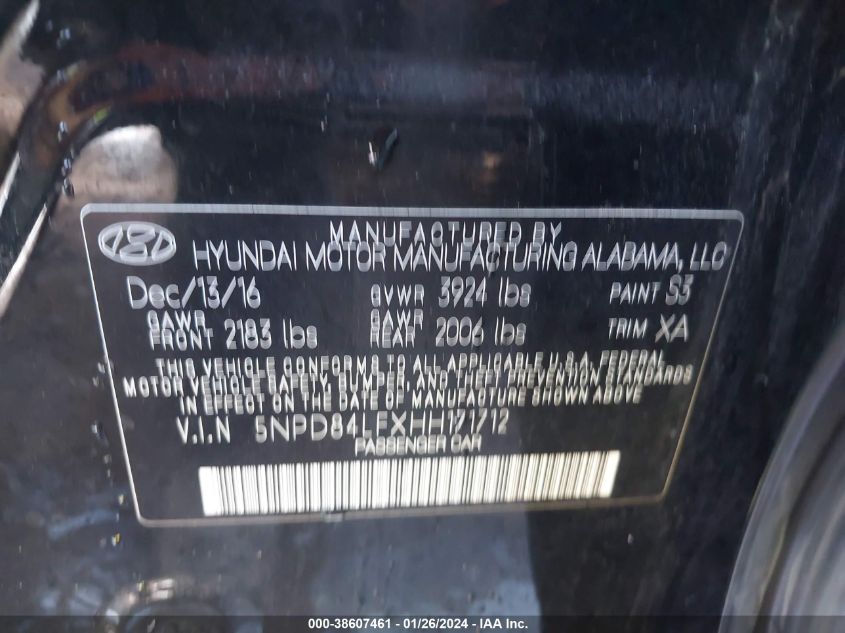 MANUFACTURED BY
HYUNDAI MOTOR MANUFACTURING ALABAMA, LLC
Dec/13/16 GVWR 3924 lbs PAINT S3
GAWR FRONT 2183 lbs GAWR REAR 2006 lbs TRIM XA
THIS VEHICLE CONFORMS TO ALL APPLICABLE U.S.A. FEDERAL
MOTOR VEHICLE SAFETY, BUMPER, AND THEFT PREVENTION STANDARDS
IN EFFECT ON THE DATE OF MANUFACTURE SHOWN ABOVE.
V.I.N 5NPD84LFXHH171712
PASSENGER CAR
000-38607461 - 01/26/2024 - IAA Inc.